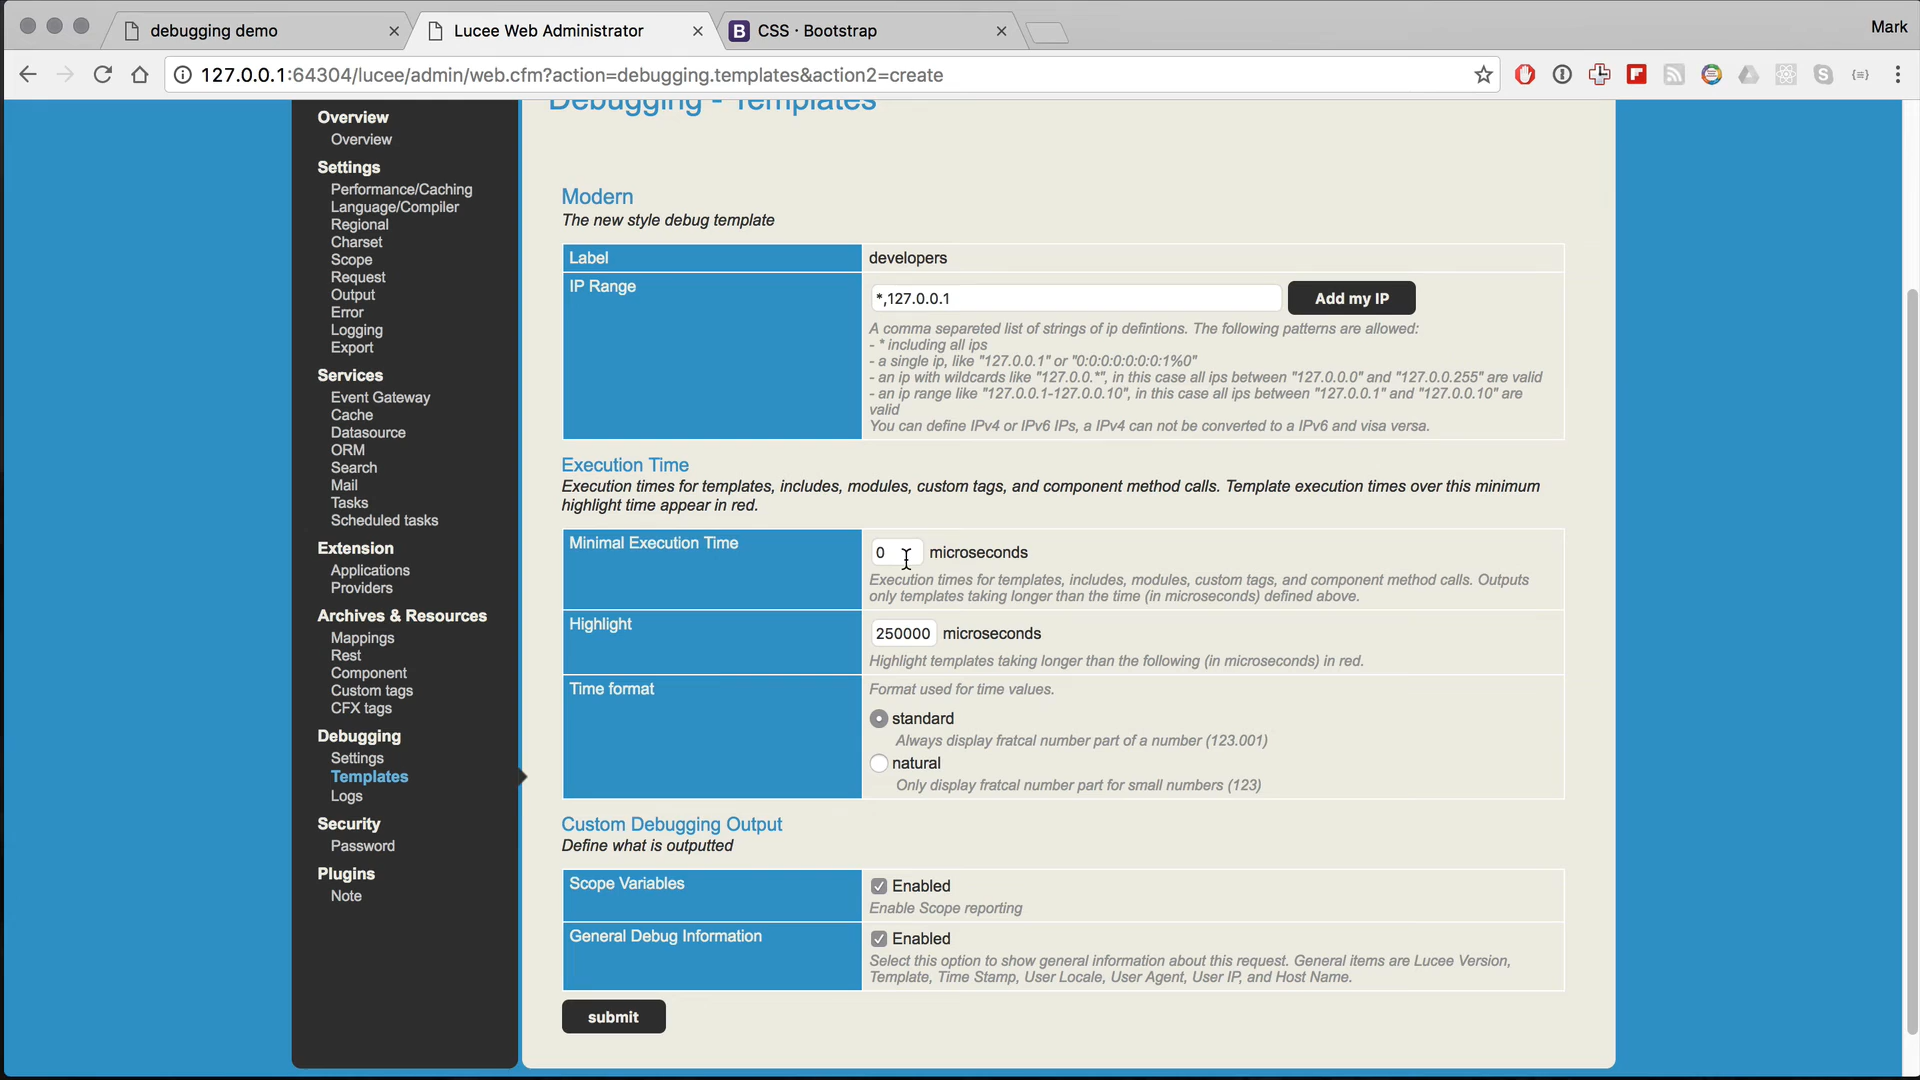 debugging demo
Lucee Web Administrator
B CSS · Bootstrap
Mark
127.0.0.1:64304/lucee/admin/web.cfm?action=debugging.templates&action2=create
Debugging - Templates
Overview
Overview
Settings
Performance/Caching
Language/Compiler
Regional
Charset
Scope
Request
Output
Error
Logging
Export
Services
Event Gateway
Cache
Datasource
ORM
Search
Mail
Tasks
Scheduled tasks
Extension
Applications
Providers
Archives & Resources
Mappings
Rest
Component
Custom tags
CFX tags
Debugging
Settings
Templates
Logs
Security
Password
Plugins
Note
Modern
The new style debug template
Label
developers
IP Range
*,127.0.0.1
Add my IP
A comma separeted list of strings of ip defintions. The following patterns are allowed:
- * including all ips
- a single ip, like "127.0.0.1" or "0:0:0:0:0:0:0:1%0"
- an ip with wildcards like "127.0.0.*", in this case all ips between "127.0.0.0" and "127.0.0.255" are valid
- an ip range like "127.0.0.1-127.0.0.10", in this case all ips between "127.0.0.1" and "127.0.0.10" are
valid
You can define IPv4 or IPv6 IPs, a IPv4 can not be converted to a IPv6 and visa versa.
Execution Time
Execution times for templates, includes, modules, custom tags, and component method calls. Template execution times over this minimum
highlight time appear in red.
Minimal Execution Time
0 microseconds
Execution times for templates, includes, modules, custom tags, and component method calls. Outputs
only templates taking longer than the time (in microseconds) defined above.
Highlight
250000 microseconds
Highlight templates taking longer than the following (in microseconds) in red.
Time format
Format used for time values.
standard
Always display fratcal number part of a number (123.001)
natural
Only display fratcal number part for small numbers (123)
Custom Debugging Output
Define what is outputted
Scope Variables
Enabled
Enable Scope reporting
General Debug Information
Enabled
Select this option to show general information about this request. General items are Lucee Version,
Template, Time Stamp, User Locale, User Agent, User IP, and Host Name.
submit